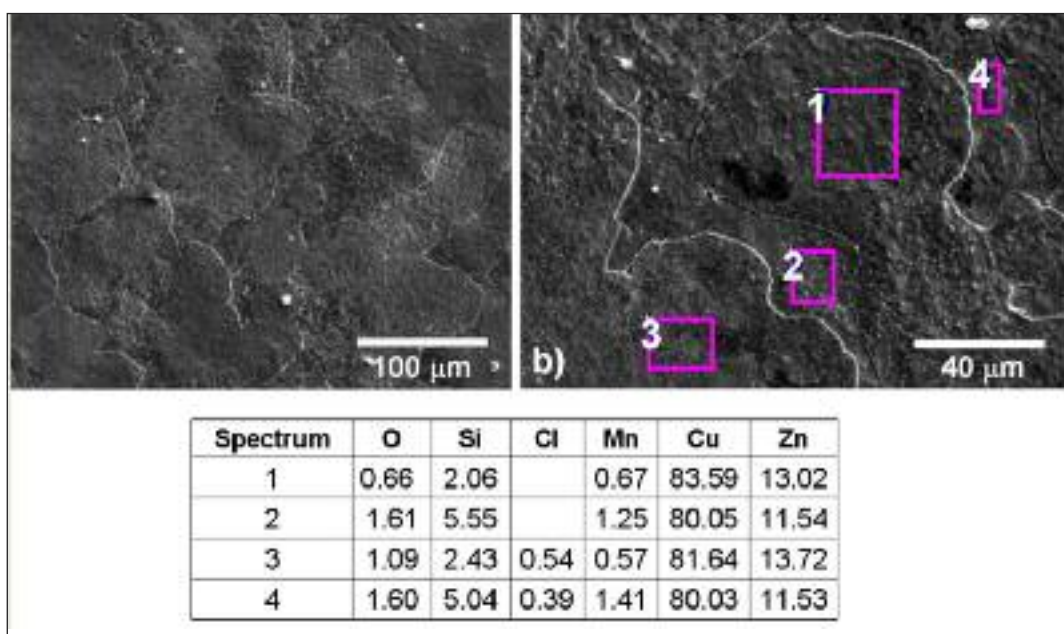 1
4
2
3
100 μm
b)
40 μm
Spectrum O Si Cl Mn Cu Zn
1 0.66 2.06 0.67 83.59 13.02
2 1.61 5.55 1.25 80.05 11.54
3 1.09 2.43 0.54 0.57 81.64 13.72
4 1.60 5.04 0.39 1.41 80.03 11.53